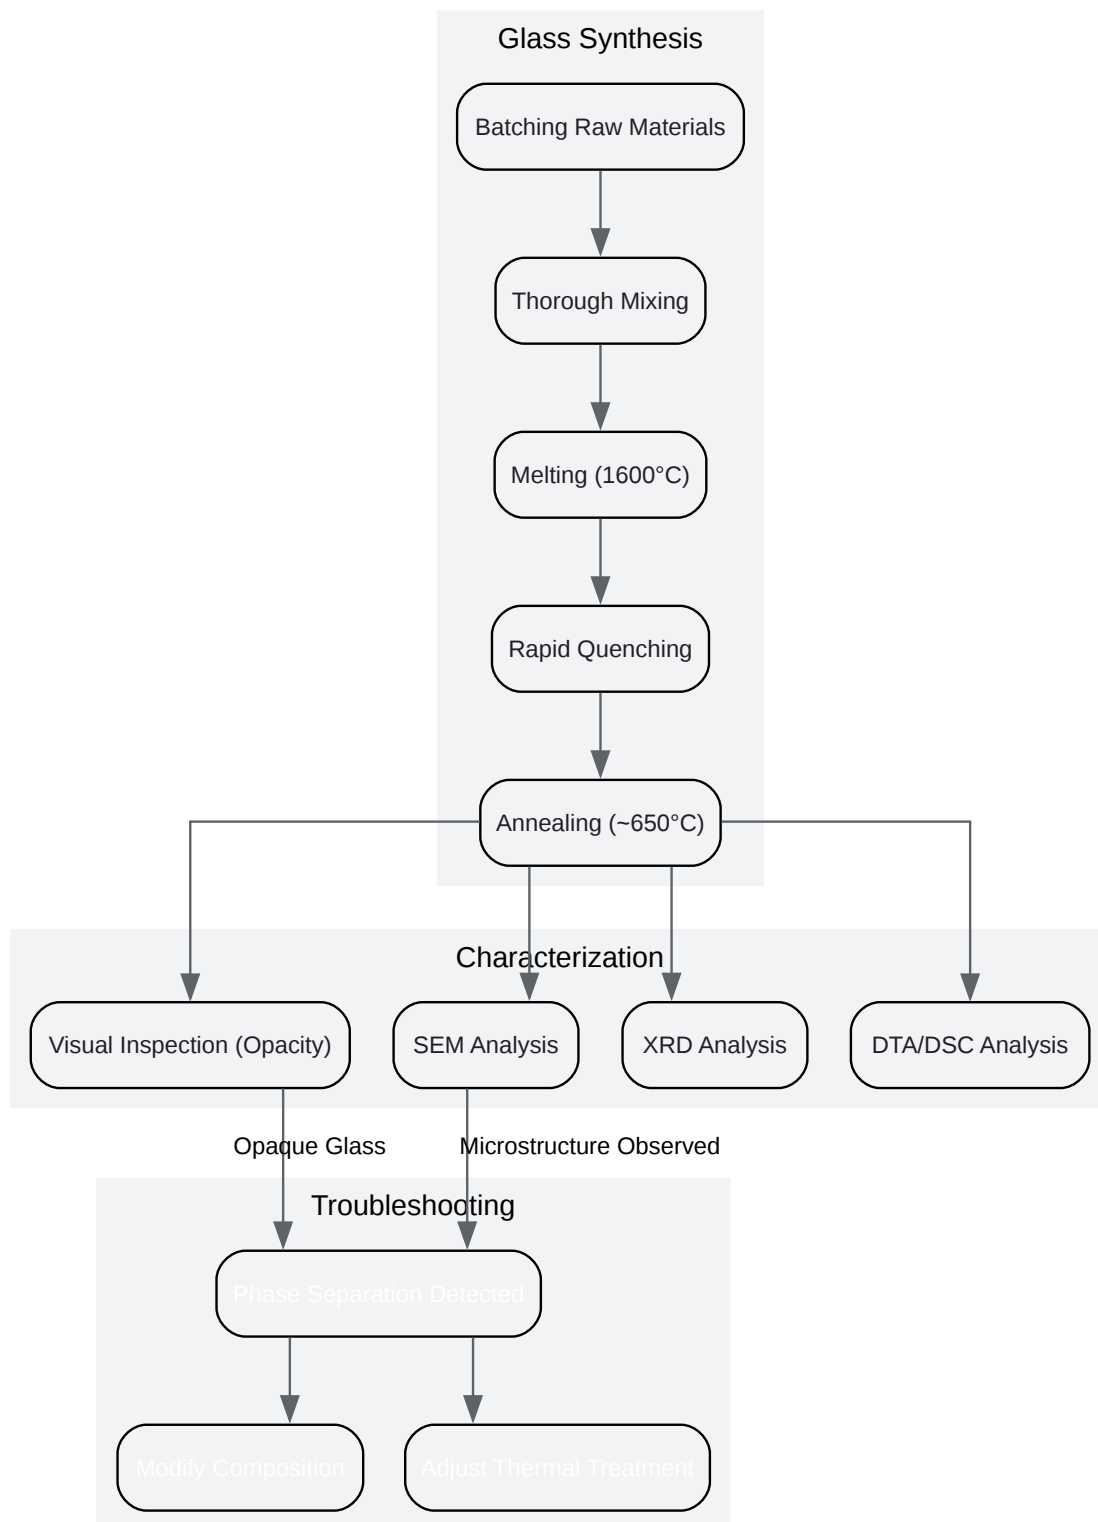 Glass Synthesis
Batching Raw Materials
Thorough Mixing
Melting (1600°C)
Rapid Quenching
Annealing (~650°C)
Characterization
Visual Inspection (Opacity)
SEM Analysis
XRD Analysis
DTA/DSC Analysis
Opaque Glass
Microstructure Observed
Troubleshooting
Phase Separation Detected
Modify Composition
Adjust Thermal Treatment